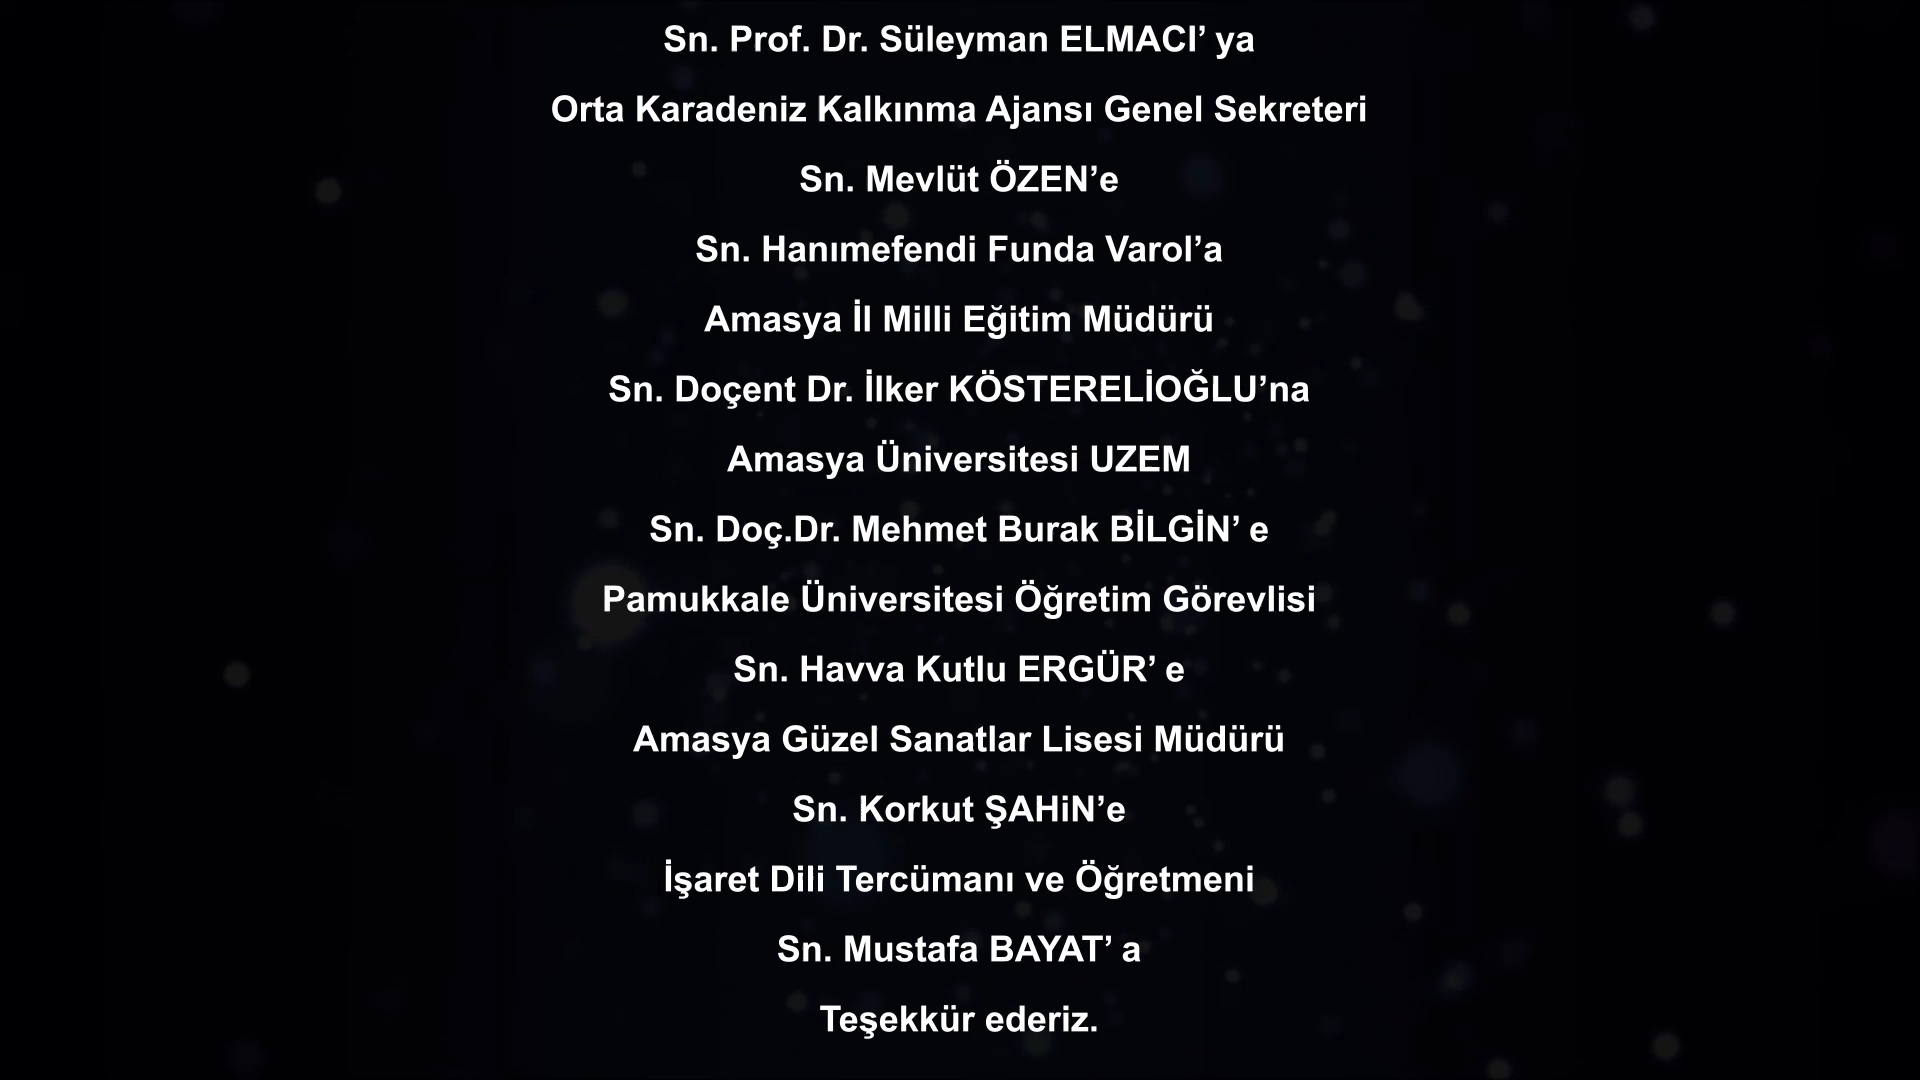 Sn. Prof. Dr. Süleyman ELMACI’ ya
Orta Karadeniz Kalkınma Ajansı Genel Sekreteri
Sn. Mevlüt ÖZEN’e
Sn. Hanımefendi Funda Varol’a
Amasya İl Milli Eğitim Müdürü
Sn. Doçent Dr. İlker KÖSTERELİOĞLU’na
Amasya Üniversitesi UZEM
Sn. Doç.Dr. Mehmet Burak BİLGİN’ e
Pamukkale Üniversitesi Öğretim Görevlisi
Sn. Havva Kutlu ERGÜR’ e
Amasya Güzel Sanatlar Lisesi Müdürü
Sn. Korkut ŞAHiN’e
İşaret Dili Tercümanı ve Öğretmeni
Sn. Mustafa BAYAT’ a
Teşekkür ederiz.